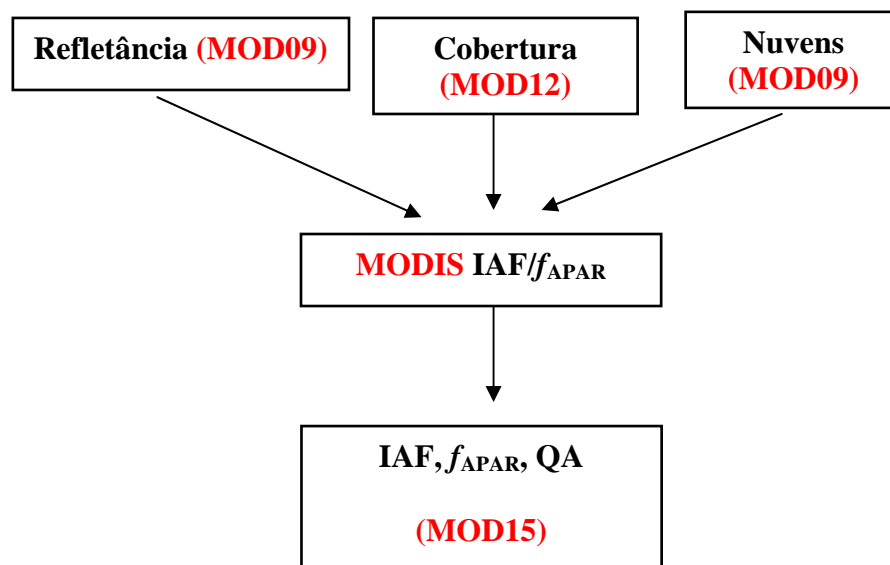 Refletância (MOD09)
Cobertura
(MOD12)
Nuvens
(MOD09)
MODIS IAF/fAPAR
IAF, fAPAR, QA
(MOD15)